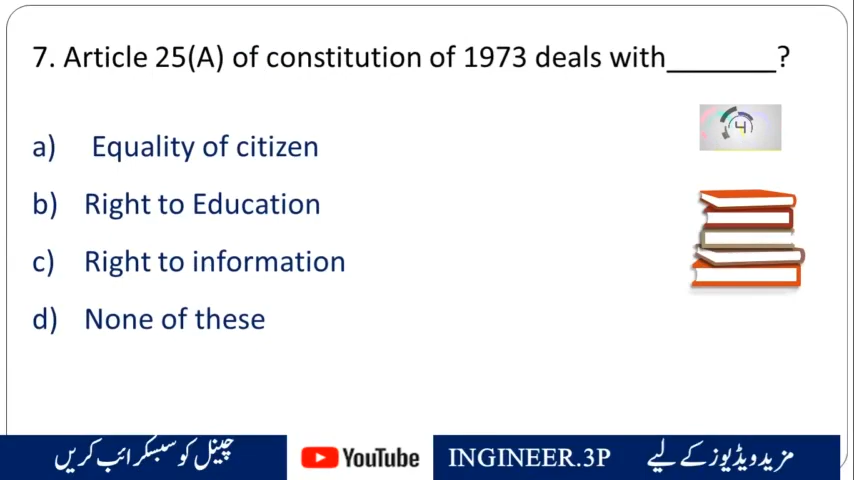 7. Article 25(A) of constitution of 1973 deals with_______?
4
a) Equality of citizen
b) Right to Education
c) Right to information
d) None of these
چینل کو سبسکرائب کریں YouTube INGINEER.3P مزید ویڈیوز کے لیے